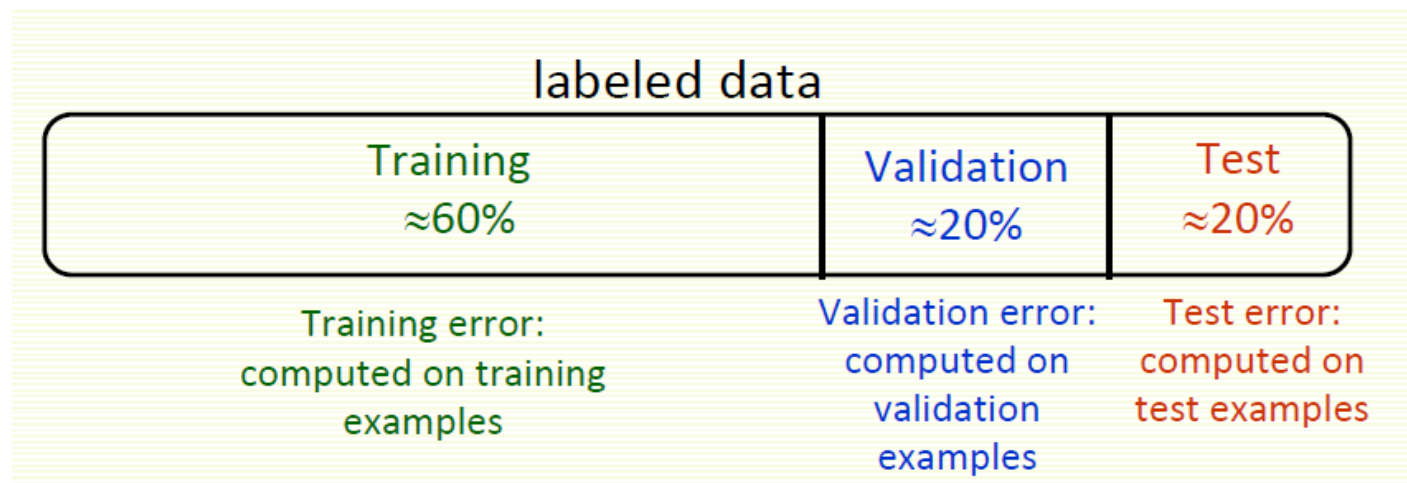 labeled data
Training
≈60%
Validation
≈20%
Test
≈20%
Training error:
computed on training
examples
Validation error:
computed on
validation
examples
Test error:
computed on
test examples